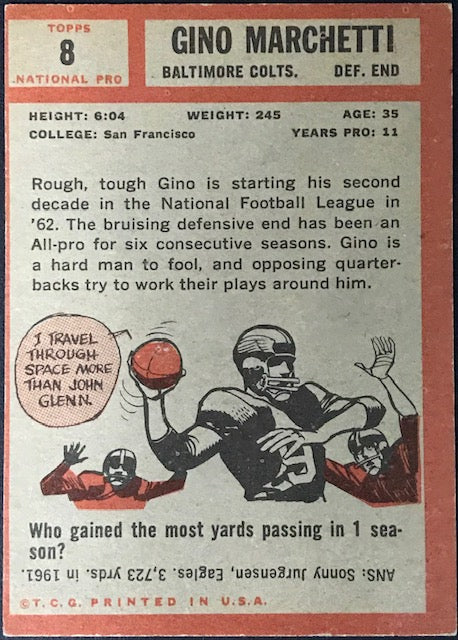 TOPPS
8
NATIONAL PRO
GINO MARCHETTI
BALTIMORE COLTS. DEF. END
HEIGHT: 6:04 WEIGHT: 245 AGE: 35
COLLEGE: San Francisco YEARS PRO: 11
Rough, tough Gino is starting his second
decade in the National Football League in
'62. The bruising defensive end has been an
All-pro for six consecutive seasons. Gino is
a hard man to fool, and opposing quarter-
backs try to work their plays around him.
I TRAVEL
THROUGH
SPACE MORE
THAN JOHN
GLENN.
Who gained the most yards passing in 1 sea-
son?
ANS: Sonny Jurgensen, Eagles. 3,723 yrds. in 1961.
©T.C.G. PRINTED IN U.S.A.